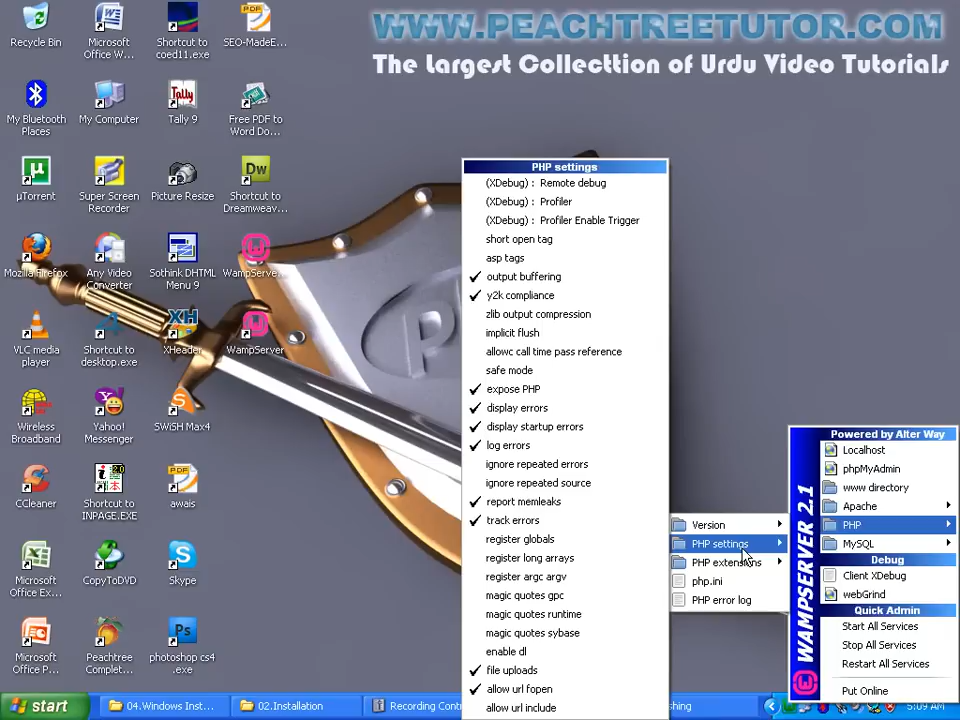 WWW.PEACHTREETUTOR.COM
The Largest Collecttion of Urdu Video Tutorials
Recycle Bin
Microsoft
Office W...
Shortcut to
coed11.exe
SEO-MadeE...
My Bluetooth
Places
My Computer
Tally
Tally 9
Free PDF to
Word Do...
µTorrent
Super Screen
Recorder
Picture Resize
Dw
Shortcut to
Dreamweav...
Mozilla Firefox
Any Video
Converter
Sothink DHTML
Menu 9
WampServe...
VLC media
player
Shortcut to
desktop.exe
XH
XHeader
WampServer
Wireless
Broadband
Yahoo!
Messenger
SWiSH Max4
CCleaner
Shortcut to
INPAGE.EXE
PDF
awais
Microsoft
Office Ex...
CopyToDVD
Skype
Microsoft
Office P...
Peachtree
Complet...
Ps
photoshop cs4
.exe
PHP settings
(XDebug) : Remote debug
(XDebug) : Profiler
(XDebug) : Profiler Enable Trigger
short open tag
asp tags
output buffering
y2k compliance
zlib output compression
implicit flush
allowc call time pass reference
safe mode
expose PHP
display errors
display startup errors
log errors
ignore repeated errors
ignore repeated source
report memleaks
track errors
register globals
register long arrays
register argc argv
magic quotes gpc
magic quotes runtime
magic quotes sybase
enable dl
file uploads
allow url fopen
allow url include
Version
PHP settings
PHP extensions
php.ini
PHP error log
WAMPSERVER 2.1
Powered by Alter Way
Localhost
phpMyAdmin
www directory
Apache
PHP
MySQL
Debug
Client XDebug
webGrind
Quick Admin
Start All Services
Stop All Services
Restart All Services
Put Online
start
04.Windows Inst...
02.Installation
Recording Contr
shing
5:09 AM